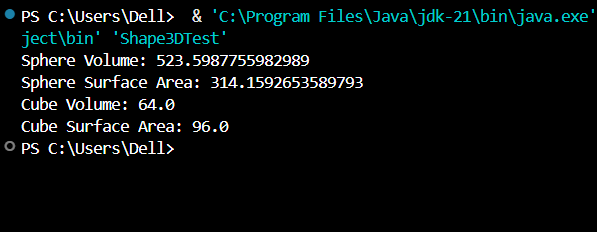 PS C:\Users\Dell>  & 'C:\Program Files\Java\jdk-21\bin\java.exe'
ject\bin' 'Shape3DTest'
Sphere Volume: 523.5987755982989
Sphere Surface Area: 314.1592653589793
Cube Volume: 64.0
Cube Surface Area: 96.0
PS C:\Users\Dell>